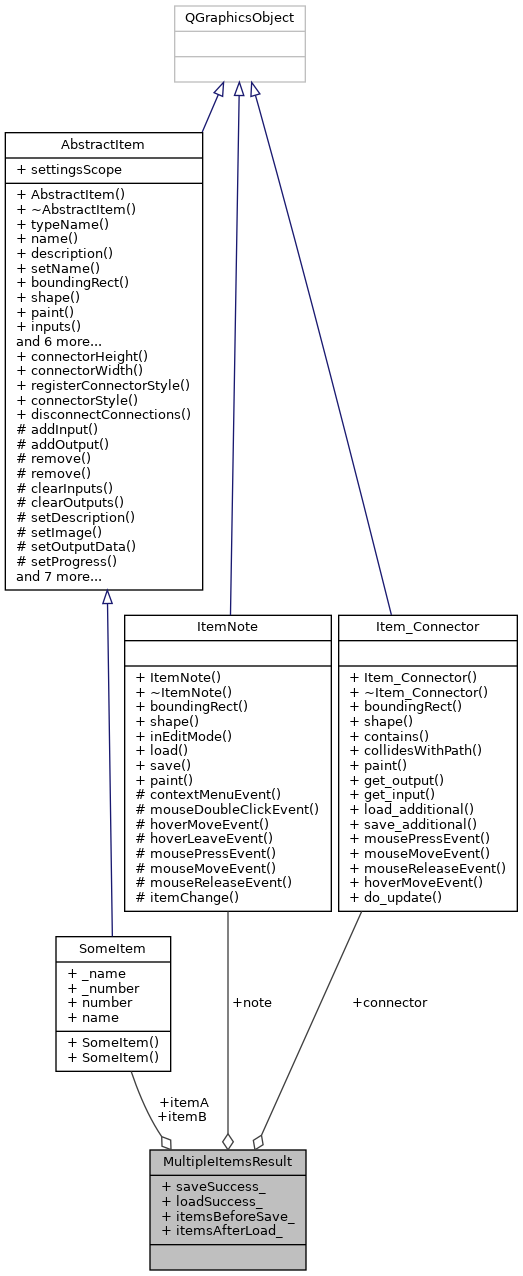 QGraphicsObject
AbstractItem
+ settingsScope
+ AbstractItem()
+ ~AbstractItem()
+ typeName()
+ name()
+ description()
+ setName()
+ boundingRect()
+ shape()
+ paint()
+ inputs()
and 6 more...
+ connectorHeight()
+ connectorWidth()
+ registerConnectorStyle()
+ connectorStyle()
+ disconnectConnections()
# addInput()
# addOutput()
# remove()
# remove()
# clearInputs()
# clearOutputs()
# setDescription()
# setImage()
# setOutputData()
# setProgress()
and 7 more...
ItemNote
+ ItemNote()
+ ~ItemNote()
+ boundingRect()
+ shape()
+ inEditMode()
+ load()
+ save()
+ paint()
# contextMenuEvent()
# mouseDoubleClickEvent()
# hoverMoveEvent()
# hoverLeaveEvent()
# mousePressEvent()
# mouseMoveEvent()
# mouseReleaseEvent()
# itemChange()
Item_Connector
+ Item_Connector()
+ ~Item_Connector()
+ boundingRect()
+ shape()
+ contains()
+ collidesWithPath()
+ paint()
+ get_output()
+ get_input()
+ load_additional()
+ save_additional()
+ mousePressEvent()
+ mouseMoveEvent()
+ mouseReleaseEvent()
+ hoverMoveEvent()
+ do_update()
SomeItem
+ _name
+ _number
+ number
+ name
+ SomeItem()
+ SomeItem()
+note
+connector
+itemA
+itemB
MultipleItemsResult
+ saveSuccess_
+ loadSuccess_
+ itemsBeforeSave_
+ itemsAfterLoad_